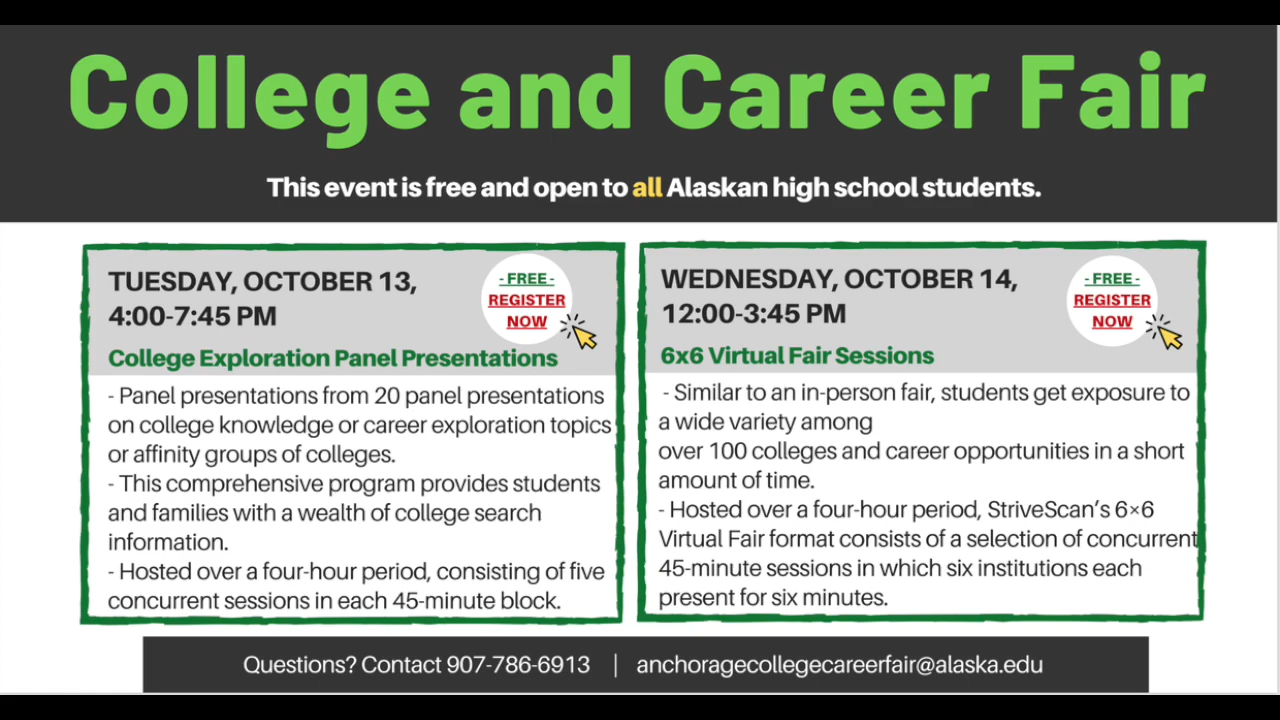 College and Career Fair
This event is free and open to all Alaskan high school students.
TUESDAY, OCTOBER 13,
4:00-7:45 PM
- FREE -
REGISTER
NOW
College Exploration Panel Presentations
- Panel presentations from 20 panel presentations
on college knowledge or career exploration topics
or affinity groups of colleges.
- This comprehensive program provides students
and families with a wealth of college search
information.
- Hosted over a four-hour period, consisting of five
concurrent sessions in each 45-minute block.
WEDNESDAY, OCTOBER 14,
12:00-3:45 PM
- FREE -
REGISTER
NOW
6x6 Virtual Fair Sessions
- Similar to an in-person fair, students get exposure to
a wide variety among
over 100 colleges and career opportunities in a short
amount of time.
- Hosted over a four-hour period, StriveScan’s 6×6
Virtual Fair format consists of a selection of concurrent
45-minute sessions in which six institutions each
present for six minutes.
Questions? Contact 907-786-6913 | anchoragecollegecareerfair@alaska.edu